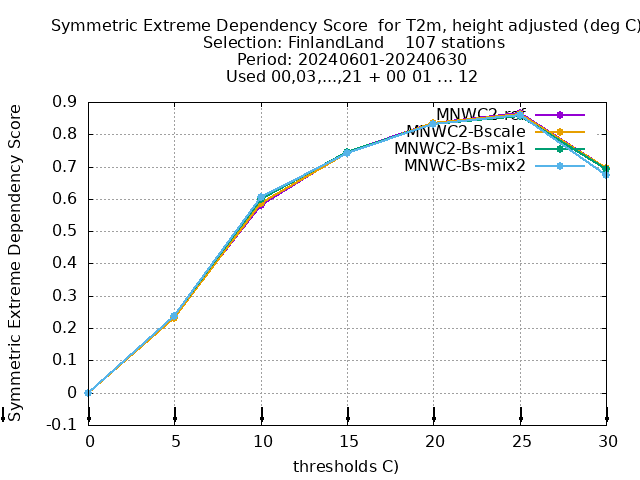 Symmetric Extreme Dependency Score  for T2m, height adjusted (deg C)
Selection: FinlandLand    107 stations
Period: 20240601-20240630
Used 00,03,...,21 + 00 01 ... 12
Symmetric Extreme Dependency Score
0.9
0.8
0.7
0.6
0.5
0.4
0.3
0.2
0.1
0
-0.1
MNWC2-ref
MNWC2-Bscale
MNWC2-Bs-mix1
MNWC-Bs-mix2
0 5 10 15 20 25 30
thresholds C)